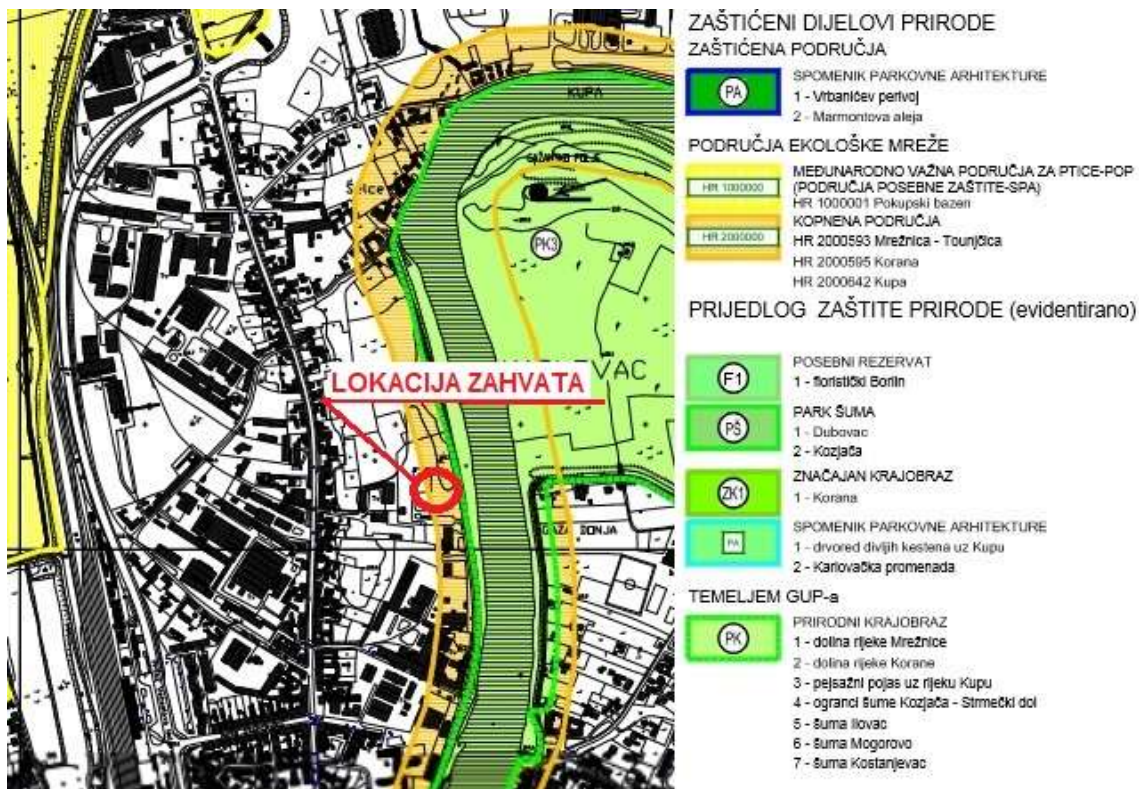 KUPA
PK3
LOKACIJA ZAHVATA
GAZA DONJA
ZAŠTIĆENI DIJELOVI PRIRODE
ZAŠTIĆENA PODRUČJA
PA
SPOMENIK PARKOVNE ARHITEKTURE
1 - Vrbanićev perivoj
2 - Marmontova aleja
PODRUČJA EKOLOŠKE MREŽE
HR 1000000
MEĐUNARODNO VAŽNA PODRUČJA ZA PTICE-POP
(PODRUČJA POSEBNE ZAŠTITE-SPA)
HR 1000001 Pokupski bazen
HR 2000000
KOPNENA PODRUČJA
HR 2000593 Mrežnica - Tounjčica
HR 2000595 Korana
HR 2000642 Kupa
PRIJEDLOG ZAŠTITE PRIRODE (evidentirano)
F1
POSEBNI REZERVAT
1 - floristički Borlin
PŠ
PARK ŠUMA
1 - Dubovac
2 - Kozjača
ZK1
ZNAČAJAN KRAJOBRAZ
1 - Korana
PA
SPOMENIK PARKOVNE ARHITEKTURE
1 - drvored divljih kestena uz Kupu
2 - Karlovačka promenada
TEMELJEM GUP-a
PK
PRIRODNI KRAJOBRAZ
1 - dolina rijeke Mrežnice
2 - dolina rijeke Korane
3 - pejsažni pojas uz rijeku Kupu
4 - ogranci šume Kozjača - Strmečki dol
5 - šuma Ilovac
6 - šuma Mogorovo
7 - šuma Kostanjevac